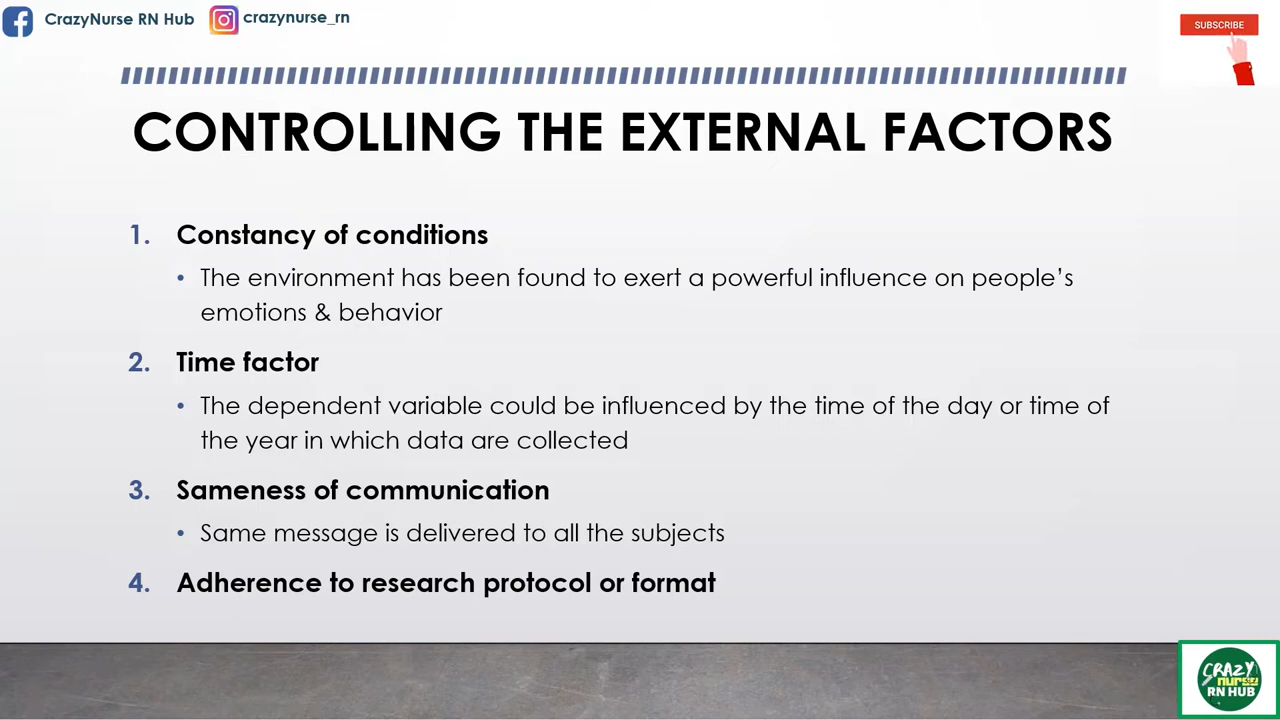 CrazyNurse RN Hub crazynurse_rn
SUBSCRIBE
CONTROLLING THE EXTERNAL FACTORS
1. Constancy of conditions
• The environment has been found to exert a powerful influence on people's
emotions & behavior
2. Time factor
• The dependent variable could be influenced by the time of the day or time of
the year in which data are collected
3. Sameness of communication
• Same message is delivered to all the subjects
4. Adherence to research protocol or format
CRAZY
nurse
RN HUB